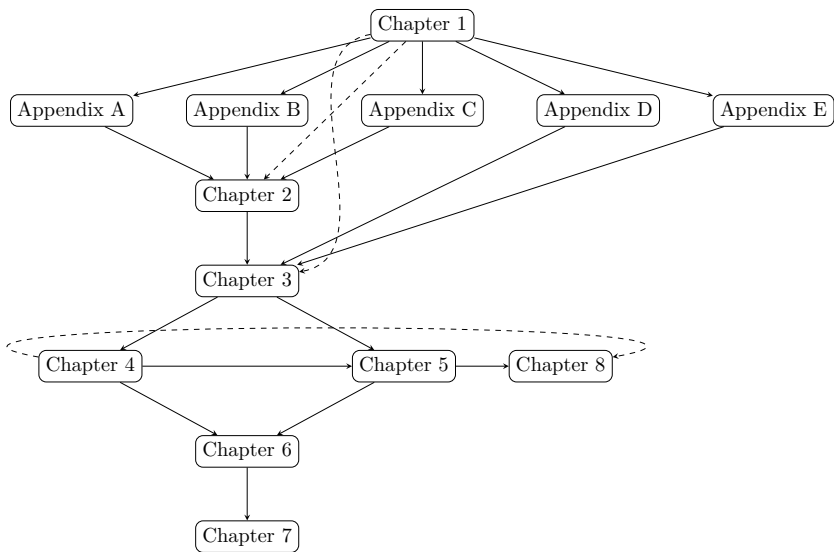 Chapter 1
Appendix A
Appendix B
Appendix C
Appendix D
Appendix E
Chapter 2
Chapter 3
Chapter 4
Chapter 5
Chapter 8
Chapter 6
Chapter 7